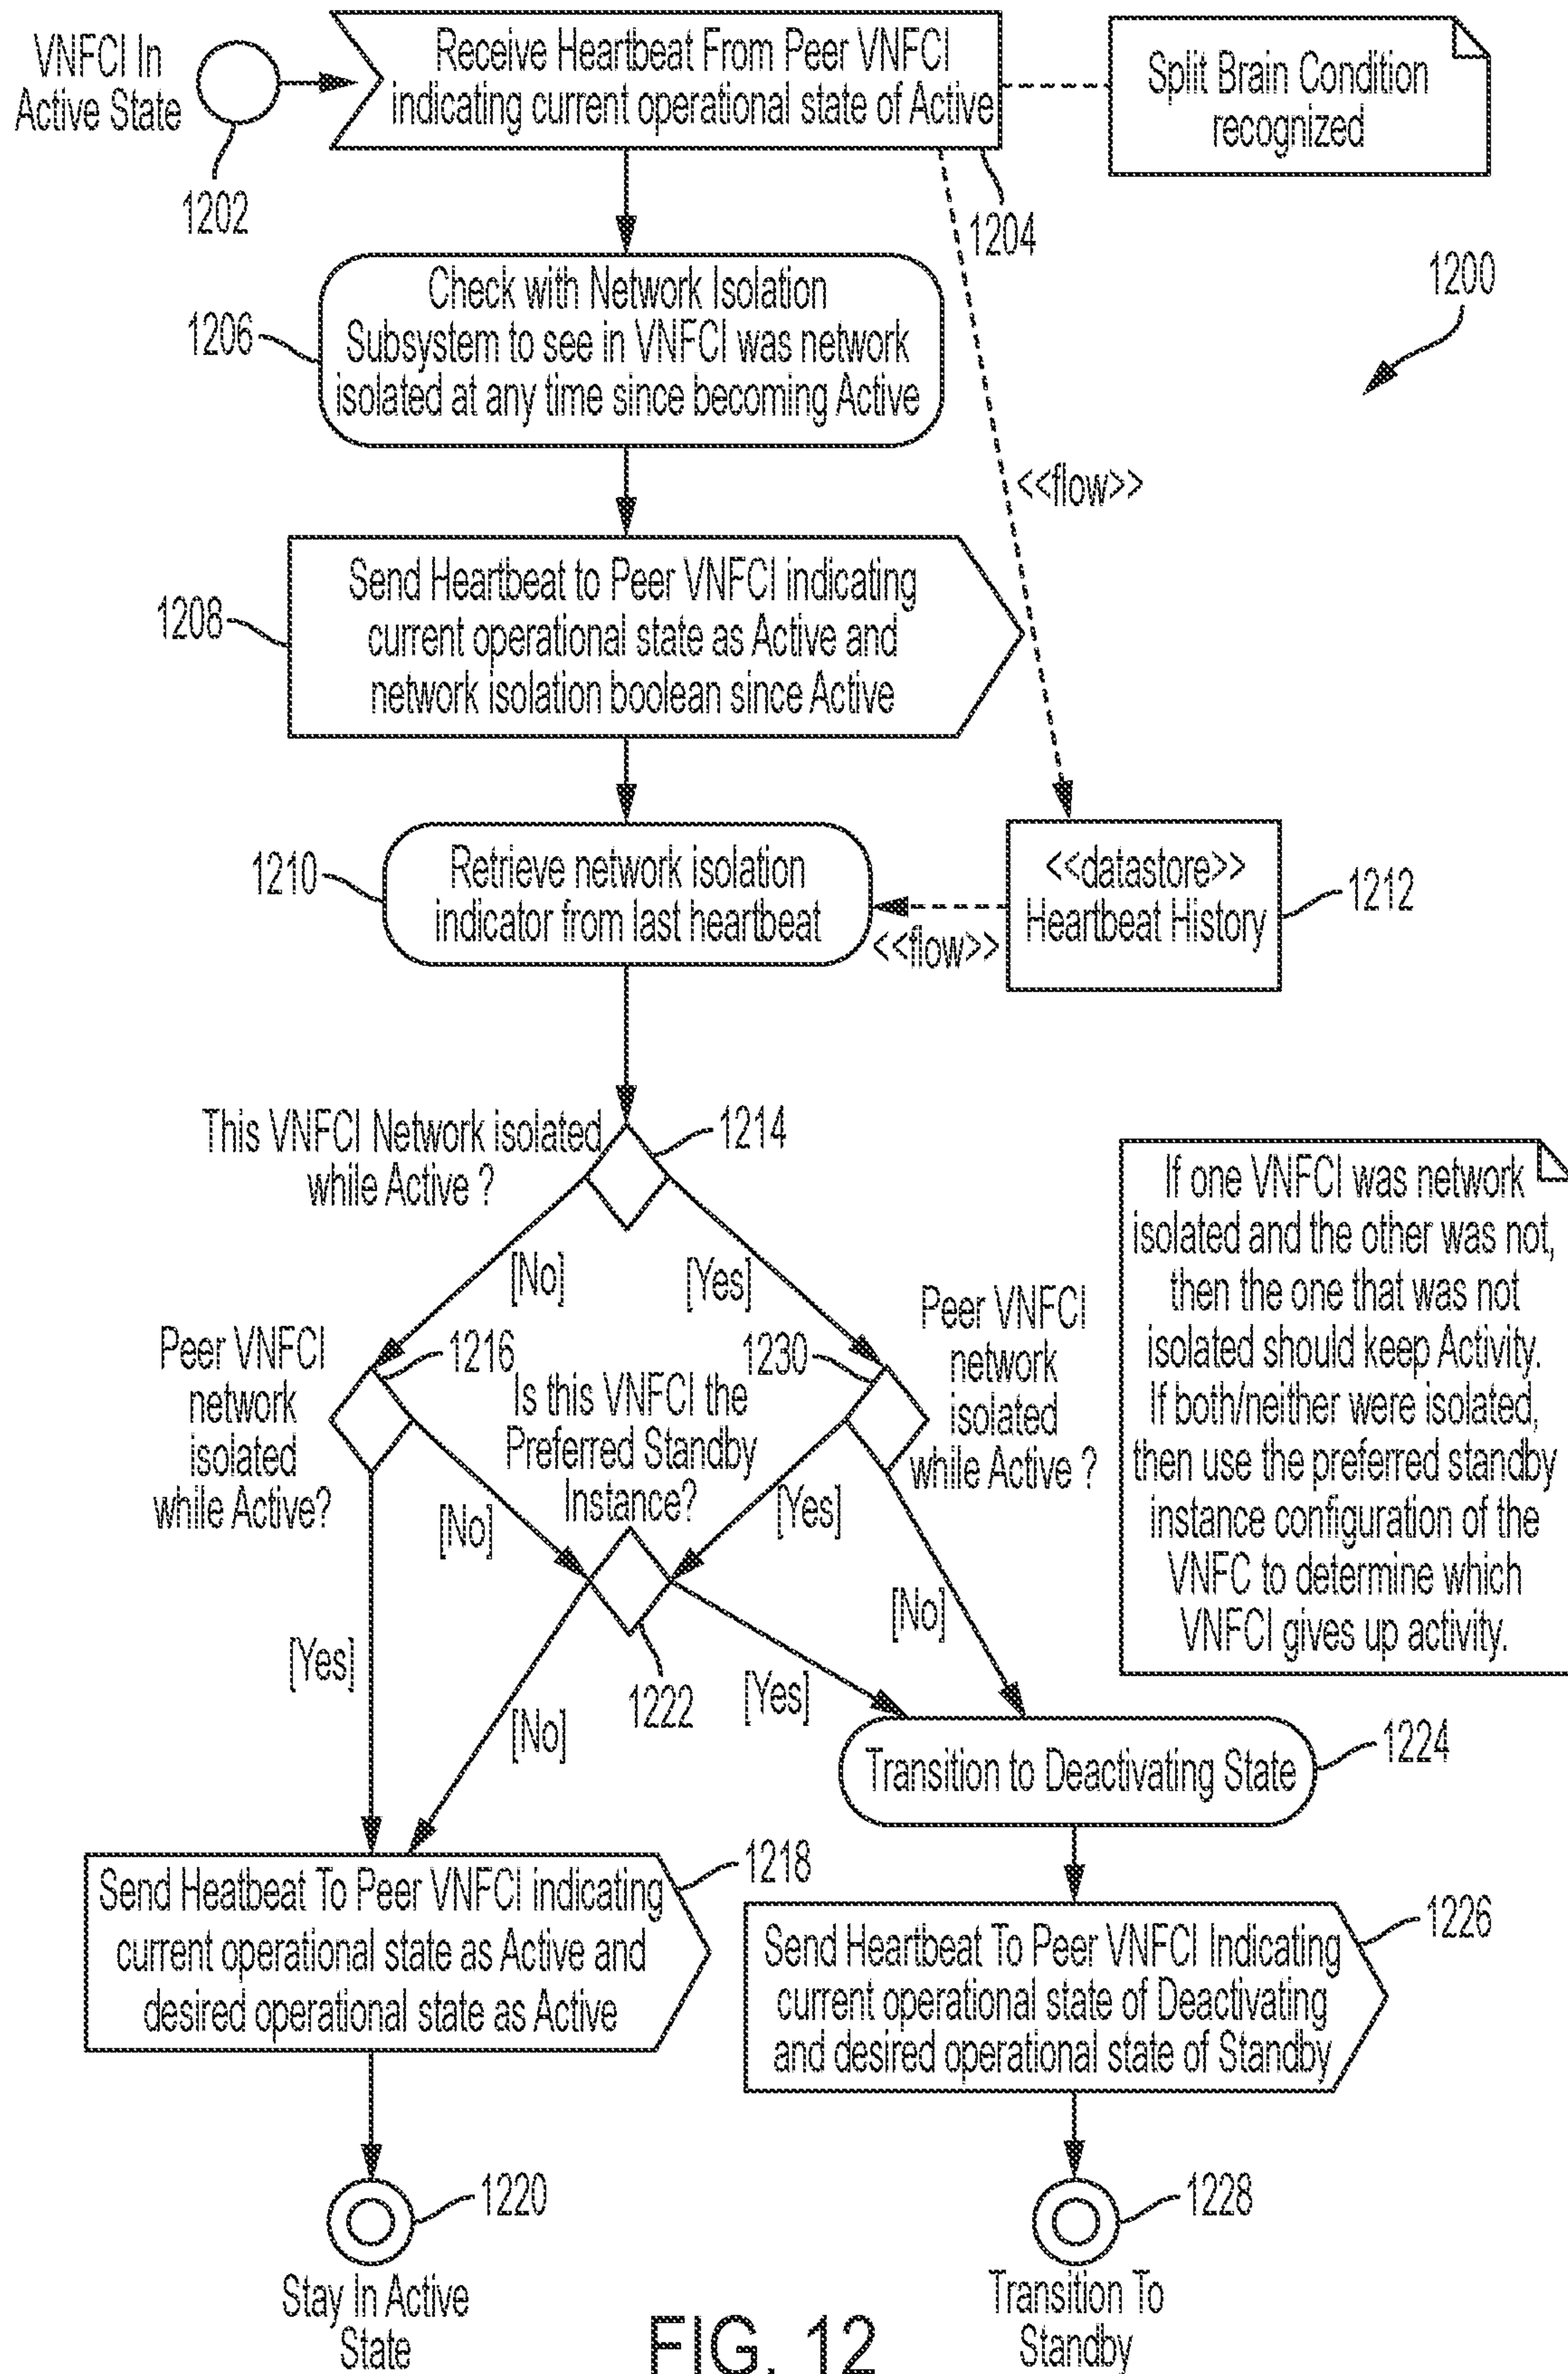 VNFCI In
Active State
1202
Receive Heartbeat From Peer VNFCI
indicating current operational state of Active
1204
Split Brain Condition
recognized
1200
1206
Check with Network Isolation
Subsystem to see in VNFCI was network
isolated at any time since becoming Active
<<flow>>
1208
Send Heartbeat to Peer VNFCI indicating
current operational state as Active and
network isolation boolean since Active
1210
Retrieve network isolation
indicator from last heartbeat
<<flow>>
<<datastore>>
Heartbeat History
1212
This VNFCI Network isolated
while Active ?
1214
[No]
[Yes]
Peer VNFCI
network
isolated
while Active?
1216
Is this VNFCI the
Preferred Standby
Instance?
1230
Peer VNFCI
network
isolated
while Active ?
If one VNFCI was network
isolated and the other was not,
then the one that was not
isolated should keep Activity.
If both/neither were isolated,
then use the preferred standby
instance configuration of the
VNFC to determine which
VNFCI gives up activity.
[No]
[Yes]
[Yes]
[No]
1222
[No]
[Yes]
Transition to Deactivating State
1224
Send Heatbeat To Peer VNFCI indicating
current operational state as Active and
desired operational state as Active
1218
Send Heartbeat To Peer VNFCI Indicating
current operational state of Deactivating
and desired operational state of Standby
1226
1220
Stay In Active
State
1228
Transition To
Standby
FIG. 12